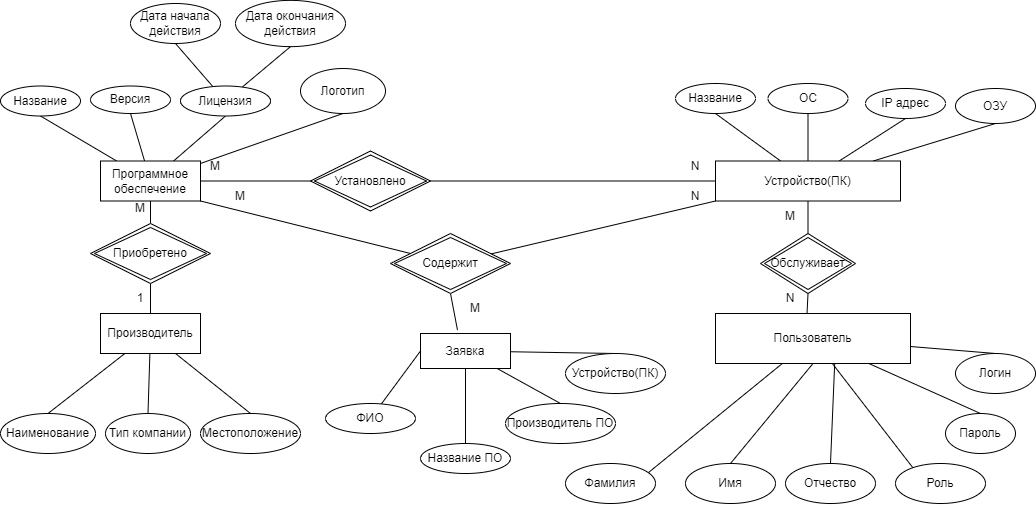 Дата начала
действия
Дата окончания
действия
Название
Версия
Лицензия
Логотип
Название
ОС
IP адрес
ОЗУ
Программное
обеспечение
M
Установлено
N
Устройство(ПК)
M
N
M
M
Приобретено
Содержит
Обслуживает
1
M
N
Производитель
Заявка
Пользователь
Устройство(ПК)
Логин
ФИО
Производитель ПО
Наименование
Тип компании
Местоположение
Пароль
Название ПО
Фамилия
Имя
Отчество
Роль